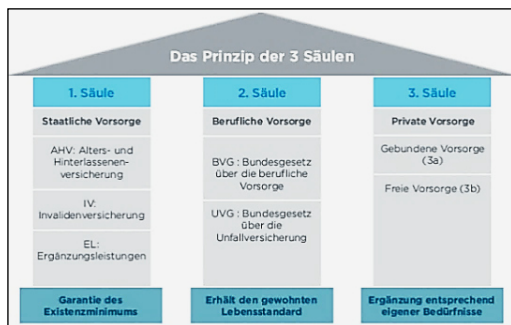 Das Prinzip der 3 Säulen
1. Säule
Staatliche Vorsorge
AHV: Alters- und
Hinterlassenen-
versicherung
IV:
Invalidenversicherung
EL:
Ergänzungsleistungen
Garantie des
Existenzminimums
2. Säule
Berufliche Vorsorge
BVG : Bundesgesetz
über die berufliche
Vorsorge
UVG : Bundesgesetz
über die
Unfallversicherung
Erhält den gewohnten
Lebensstandard
3. Säule
Private Vorsorge
Gebundene Vorsorge
(3a)
Freie Vorsorge (3b)
Ergänzung entsprechend
eigener Bedürfnisse